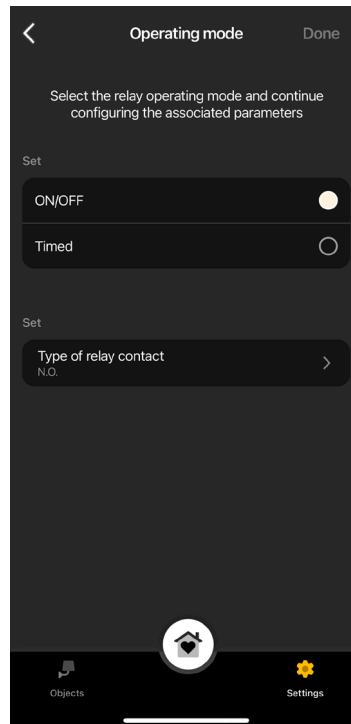 Operating mode
Done
Select the relay operating mode and continue
configuring the associated parameters
Set
ON/OFF
Timed
Set
Type of relay contact
N.O.
Objects
Settings